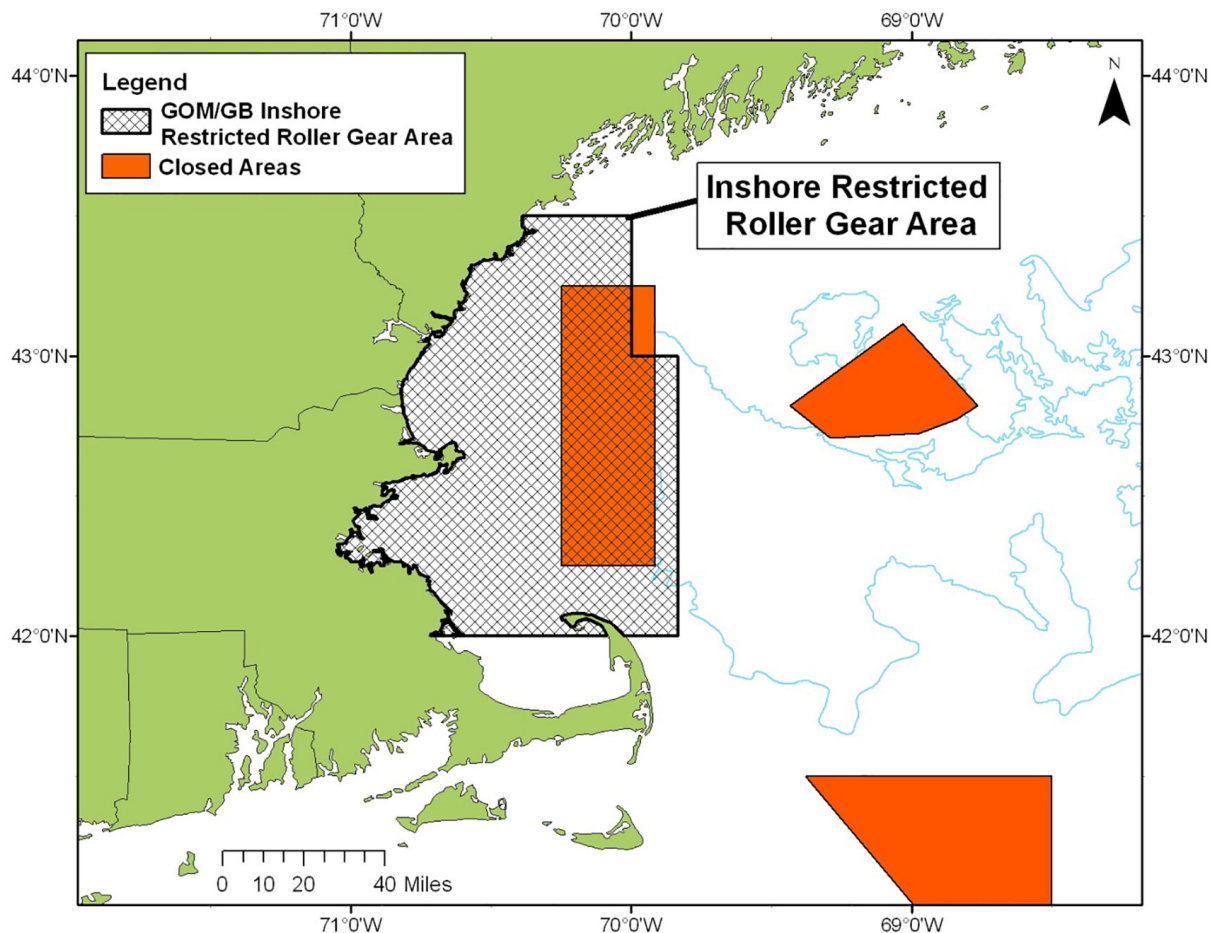 71°0'W 70°0'W 69°0'W
44°0'N 44°0'N
N
Legend
GOM/GB Inshore
Restricted Roller Gear Area
Closed Areas
Inshore Restricted
Roller Gear Area
43°0'N 43°0'N
42°0'N 42°0'N
0 10 20 40 Miles
71°0'W 70°0'W 69°0'W